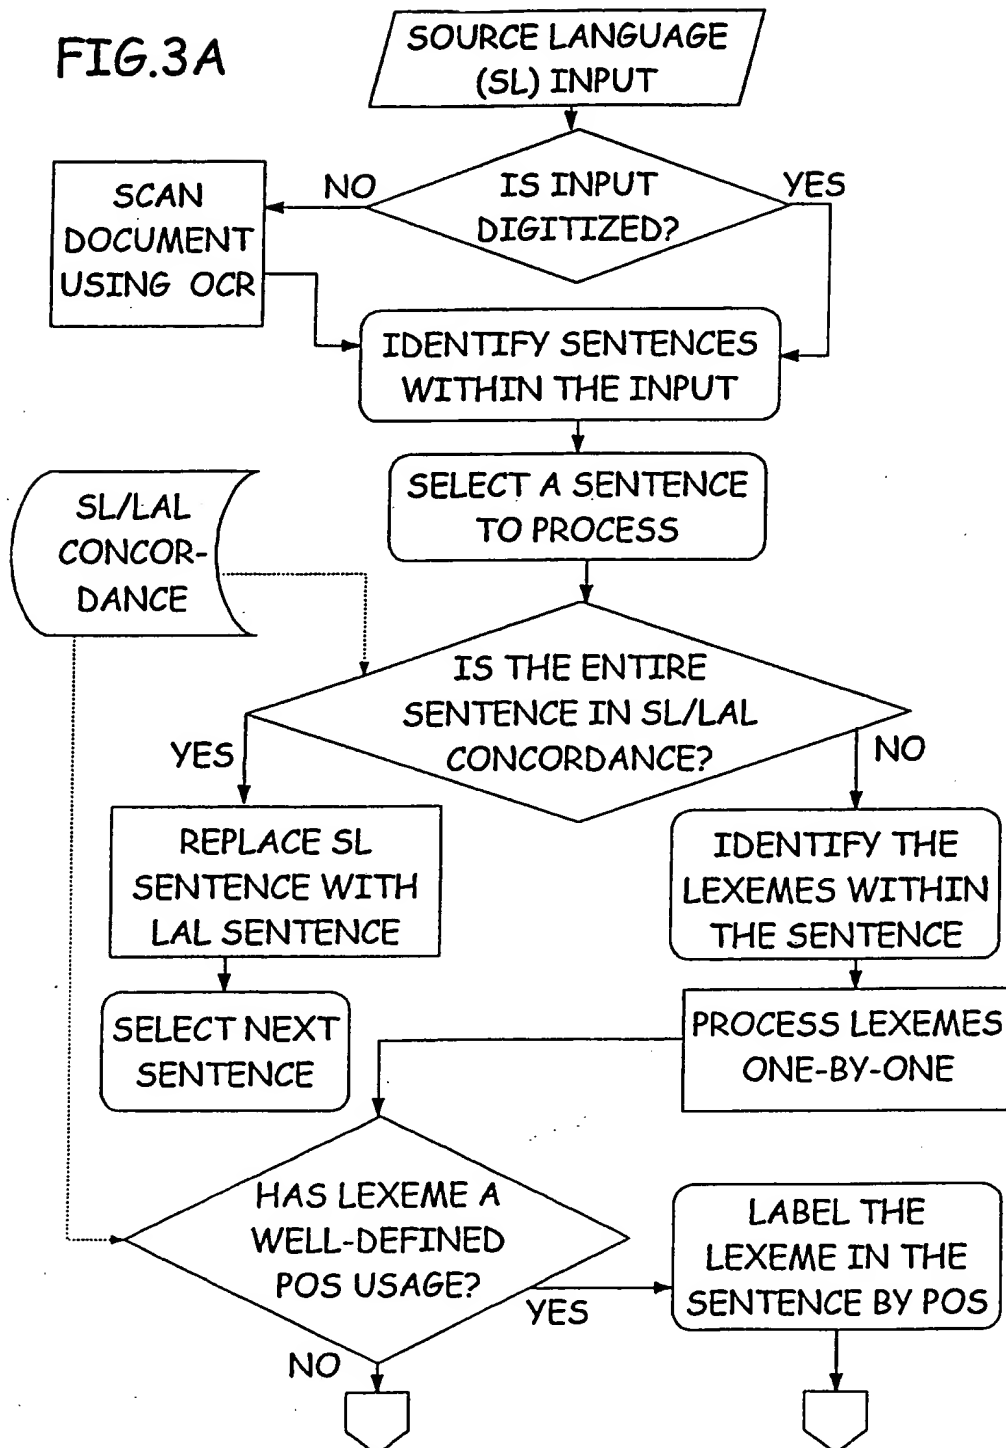 FIG.3A
SOURCE LANGUAGE
(SL) INPUT
IS INPUT
DIGITIZED?
NO
YES
SCAN
DOCUMENT
USING OCR
IDENTIFY SENTENCES
WITHIN THE INPUT
SELECT A SENTENCE
TO PROCESS
SL/LAL
CONCOR-
DANCE
IS THE ENTIRE
SENTENCE IN SL/LAL
CONCORDANCE?
YES
NO
REPLACE SL
SENTENCE WITH
LAL SENTENCE
IDENTIFY THE
LEXEMES WITHIN
THE SENTENCE
SELECT NEXT
SENTENCE
PROCESS LEXEMES
ONE-BY-ONE
HAS LEXEME A
WELL-DEFINED
POS USAGE?
YES
NO
LABEL THE
LEXEME IN THE
SENTENCE BY POS